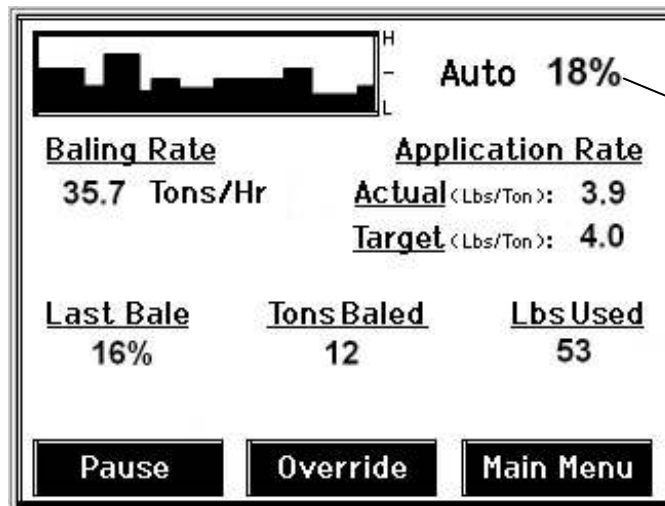 H
Auto 18%
L
Baling Rate Application Rate
35.7 Tons/Hr Actual (Lbs/Ton): 3.9
Target (Lbs/Ton): 4.0
Last Bale Tons Baled Lbs Used
16% 12 53
Pause Override Main Menu